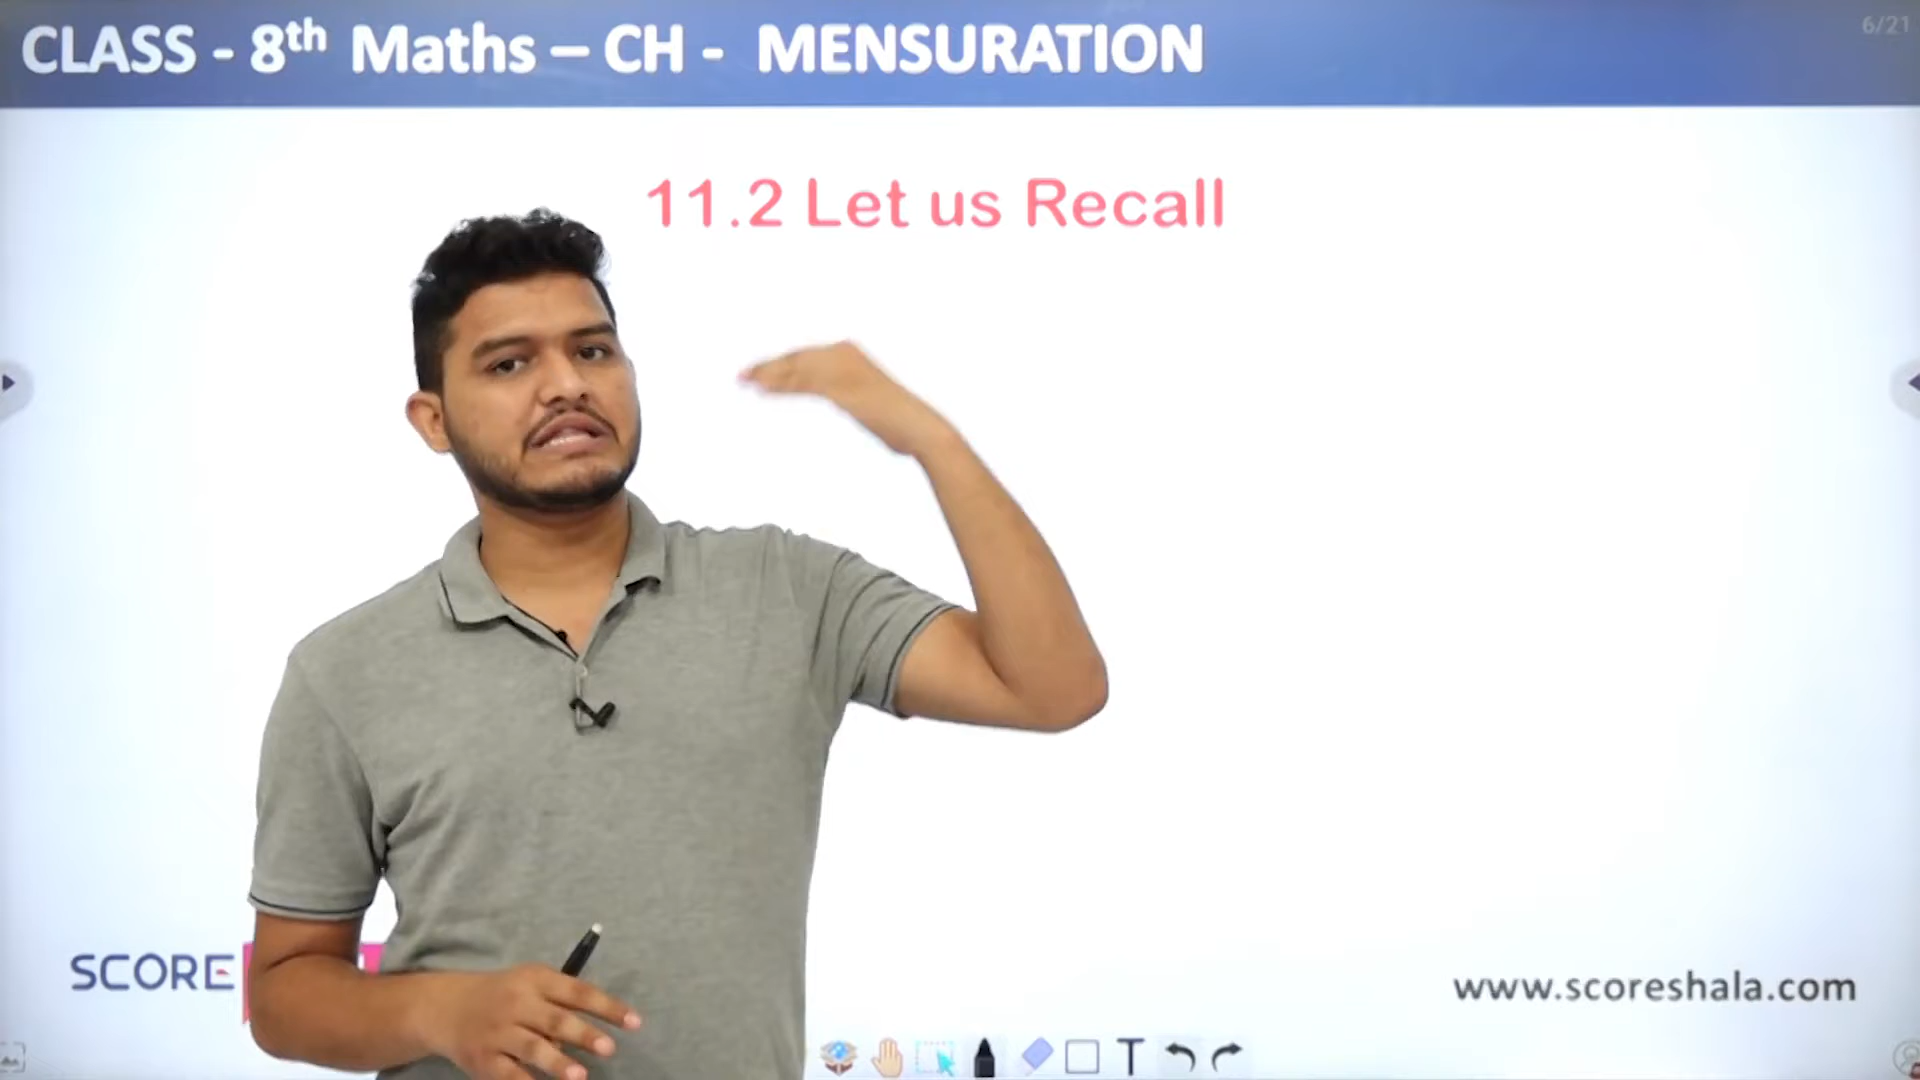 CLASS - 8th Maths – CH - MENSURATION
6/21
11.2 Let us Recall
SCORE
www.scoreshala.com
T